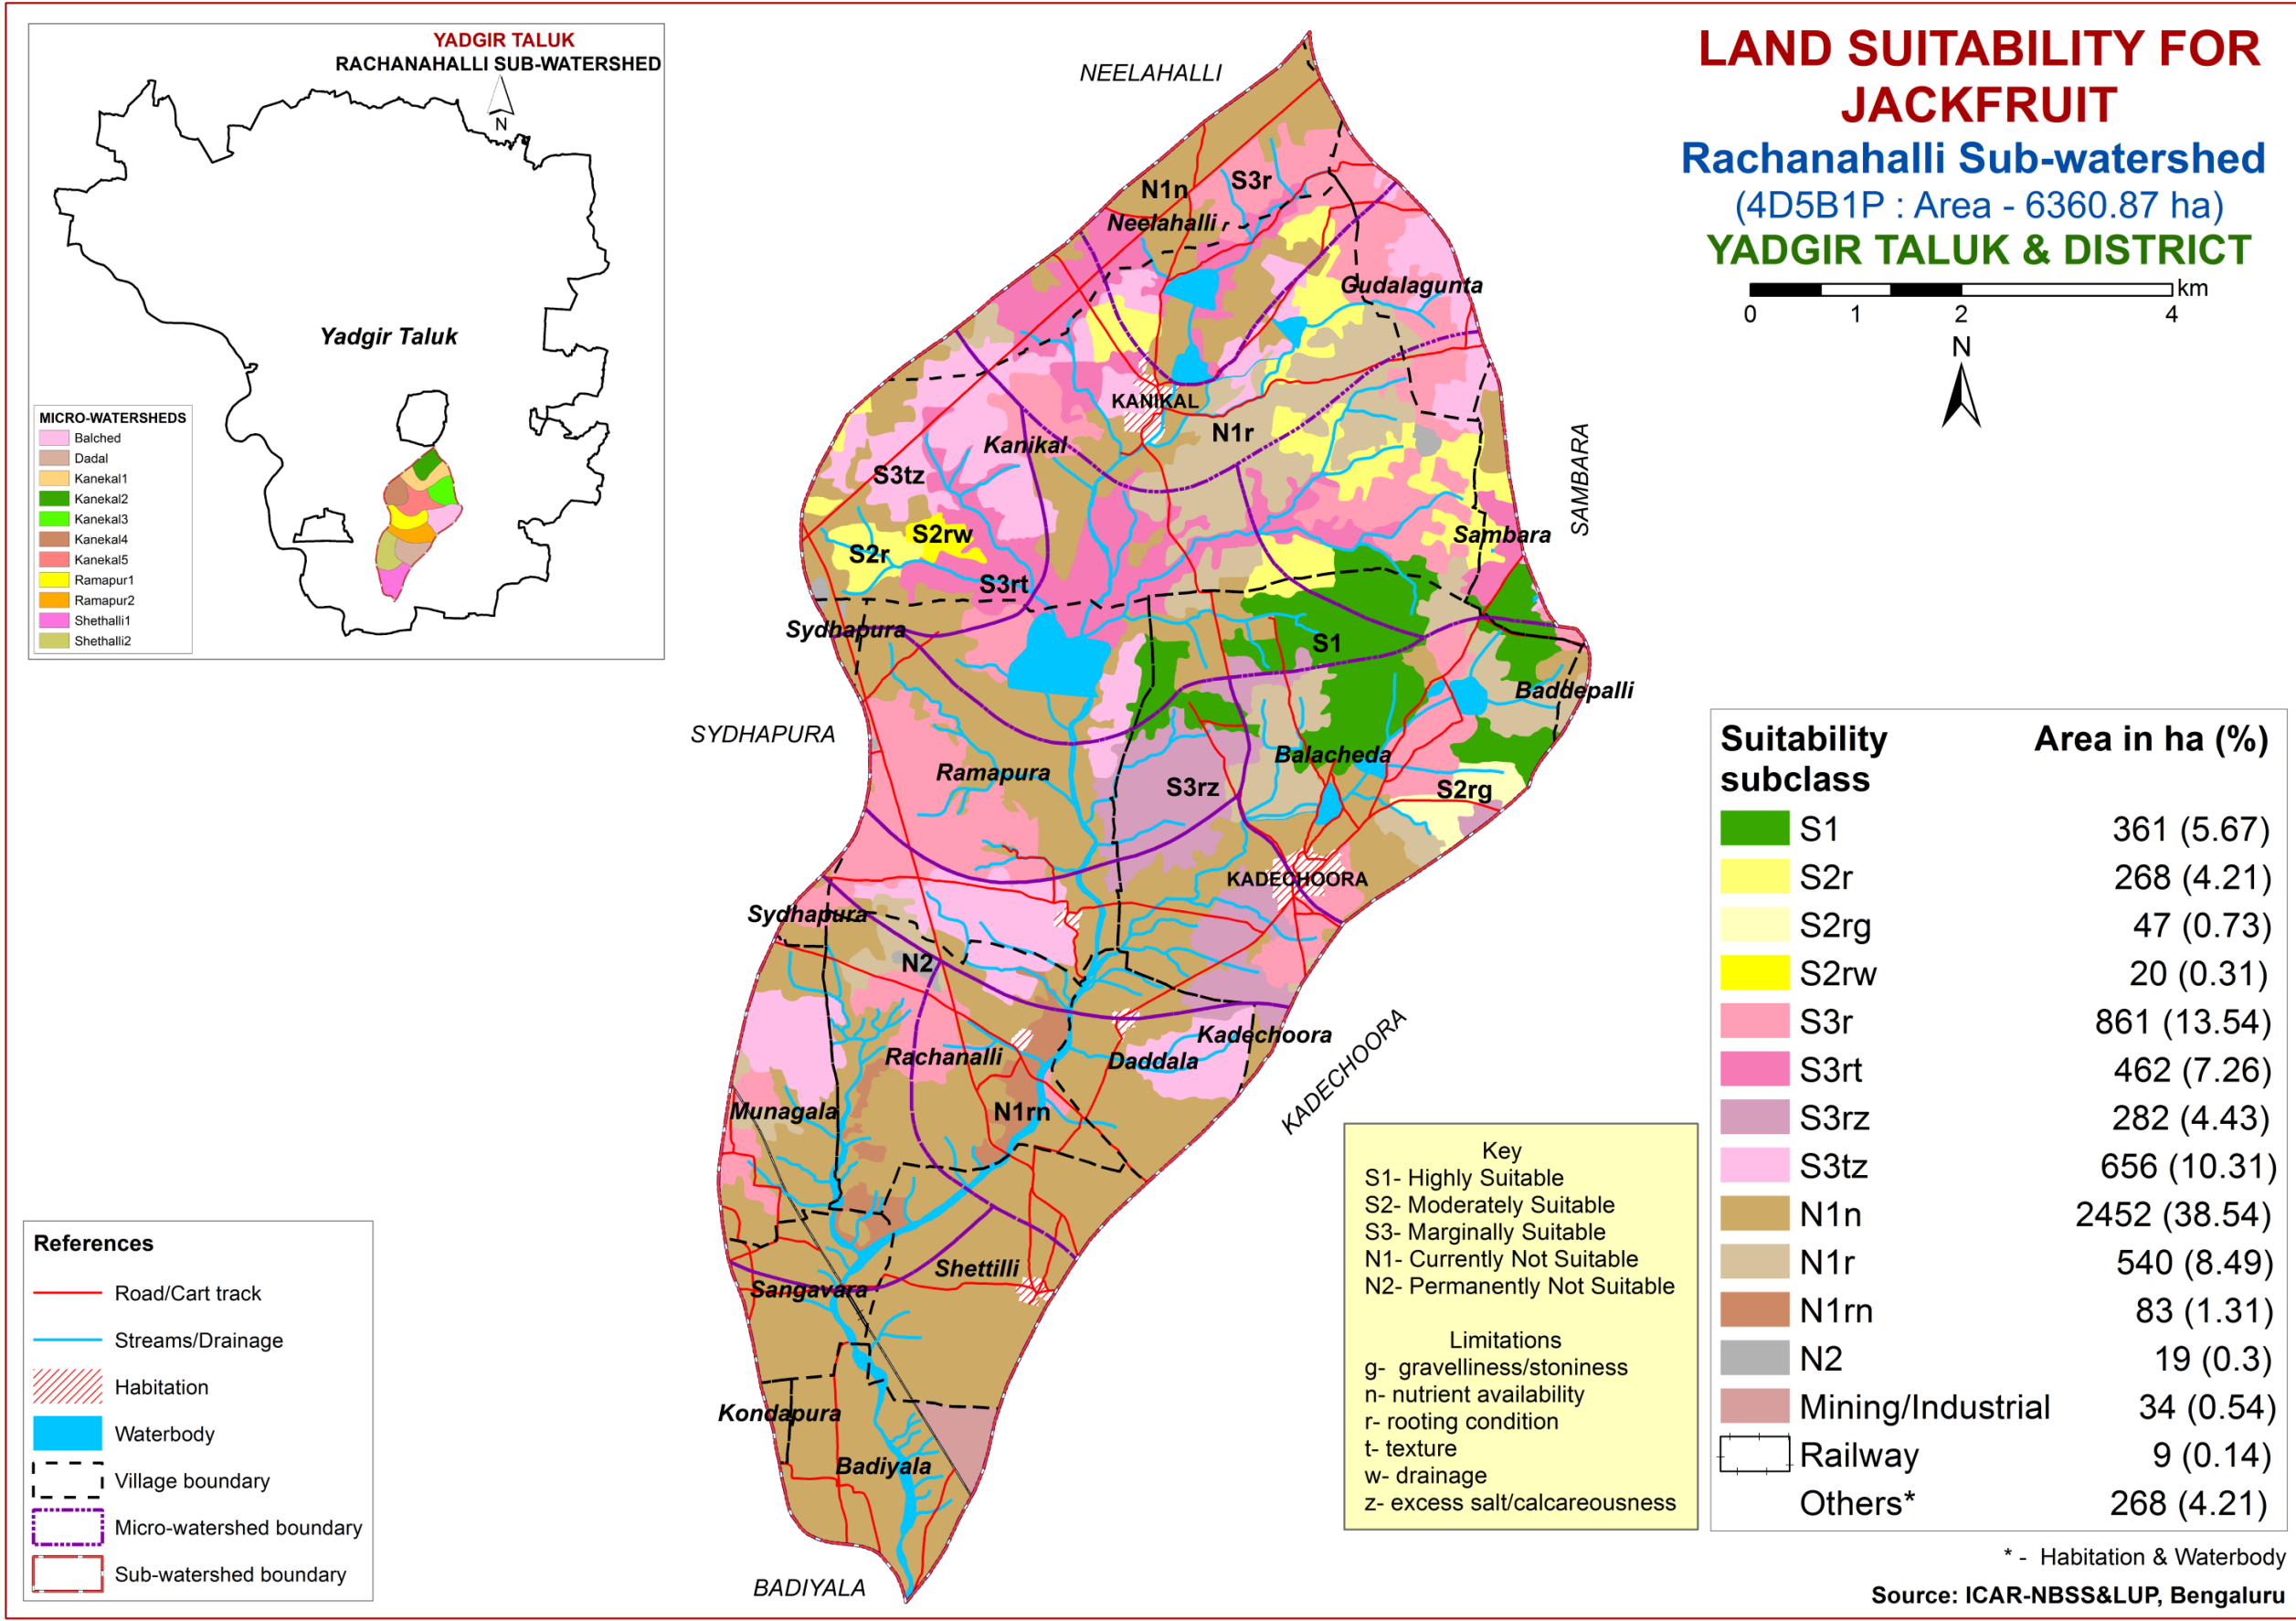 YADGIR TALUK
RACHANAHALLI SUB-WATERSHED
N
Yadgir Taluk
MICRO-WATERSHEDS
Balched
Dadal
Kanekal1
Kanekal2
Kanekal3
Kanekal4
Kanekal5
Ramapur1
Ramapur2
Shethalli1
Shethalli2
LAND SUITABILITY FOR
JACKFRUIT
Rachanahalli Sub-watershed
(4D5B1P : Area - 6360.87 ha)
YADGIR TALUK & DISTRICT
km
0 1 2 4
N
NEELAHALLI
N1n
S3r
Neelahalli r
Gudalagunta
KANIKAL
N1r
Kanikal
S3tz
SAMBARA
S2rw
Sambara
S2r
S3rt
Sydhapura
S1
Baddepalli
SYDHAPURA
Balacheda
Ramapura
S3rz
S2rg
KADECHOORA
Sydhapura
N2
Kadechoora
Rachanalli
Daddala
KADECHOORA
Munagala
N1rn
Shettilli
Sangavara
Kondapura
Badiyala
BADIYALA
References
Road/Cart track
Streams/Drainage
Habitation
Waterbody
Village boundary
Micro-watershed boundary
Sub-watershed boundary
Key
S1- Highly Suitable
S2- Moderately Suitable
S3- Marginally Suitable
N1- Currently Not Suitable
N2- Permanently Not Suitable
Limitations
g- gravelliness/stoniness
n- nutrient availability
r- rooting condition
t- texture
w- drainage
z- excess salt/calcareousness
Suitability Area in ha (%)
subclass
S1 361 (5.67)
S2r 268 (4.21)
S2rg 47 (0.73)
S2rw 20 (0.31)
S3r 861 (13.54)
S3rt 462 (7.26)
S3rz 282 (4.43)
S3tz 656 (10.31)
N1n 2452 (38.54)
N1r 540 (8.49)
N1rn 83 (1.31)
N2 19 (0.3)
Mining/Industrial 34 (0.54)
Railway 9 (0.14)
Others* 268 (4.21)
* - Habitation & Waterbody
Source: ICAR-NBSS&LUP, Bengaluru